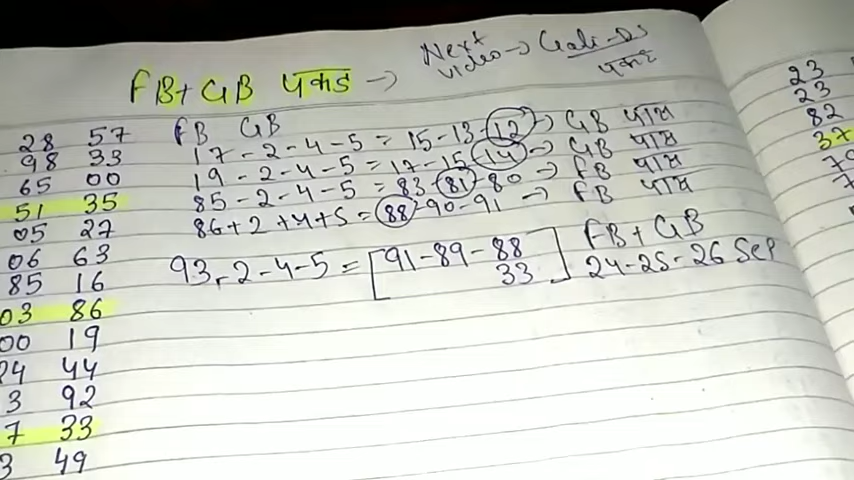 FB+GB पकड →
Next video → Gali-DS
पकड
FB GB
17-2-4-5 = 15-13-12 → GB पास
19-2-4-5 = 17-15-14 → GB पास
85-2-4-5 = 83-81-80 → FB पास
86+2+4+5 = 88-90-91 → FB पास
93-2-4-5 = [91-89-88 33] FB+GB
24-25-26 Sep
28 57
98 33
65 00
51 35
05 27
06 63
85 16
03 86
00 19
24 44
3 92
7 33
3 49
23
23
82
37